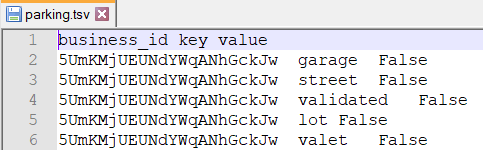 parking.tsv
1 business_id key value
2 5UmKMjUEUNdYWqANhGckJw garage False
3 5UmKMjUEUNdYWqANhGckJw street False
4 5UmKMjUEUNdYWqANhGckJw validated False
5 5UmKMjUEUNdYWqANhGckJw lot False
6 5UmKMjUEUNdYWqANhGckJw valet False